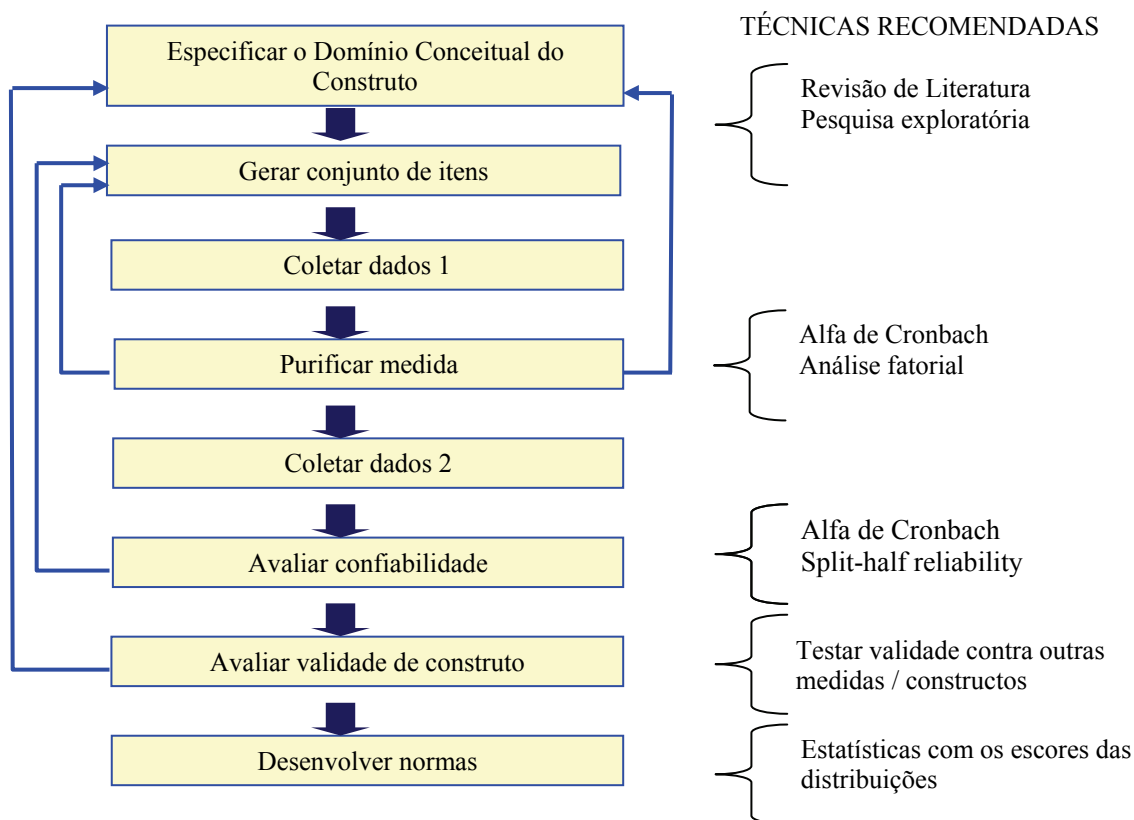 TÉCNICAS RECOMENDADAS
Especificar o Domínio Conceitual do
Construto
Revisão de Literatura
Pesquisa exploratória
Gerar conjunto de itens
Coletar dados 1
Purificar medida
Alfa de Cronbach
Análise fatorial
Coletar dados 2
Avaliar confiabilidade
Alfa de Cronbach
Split-half reliability
Avaliar validade de construto
Testar validade contra outras
medidas / constructos
Desenvolver normas
Estatísticas com os escores das
distribuições